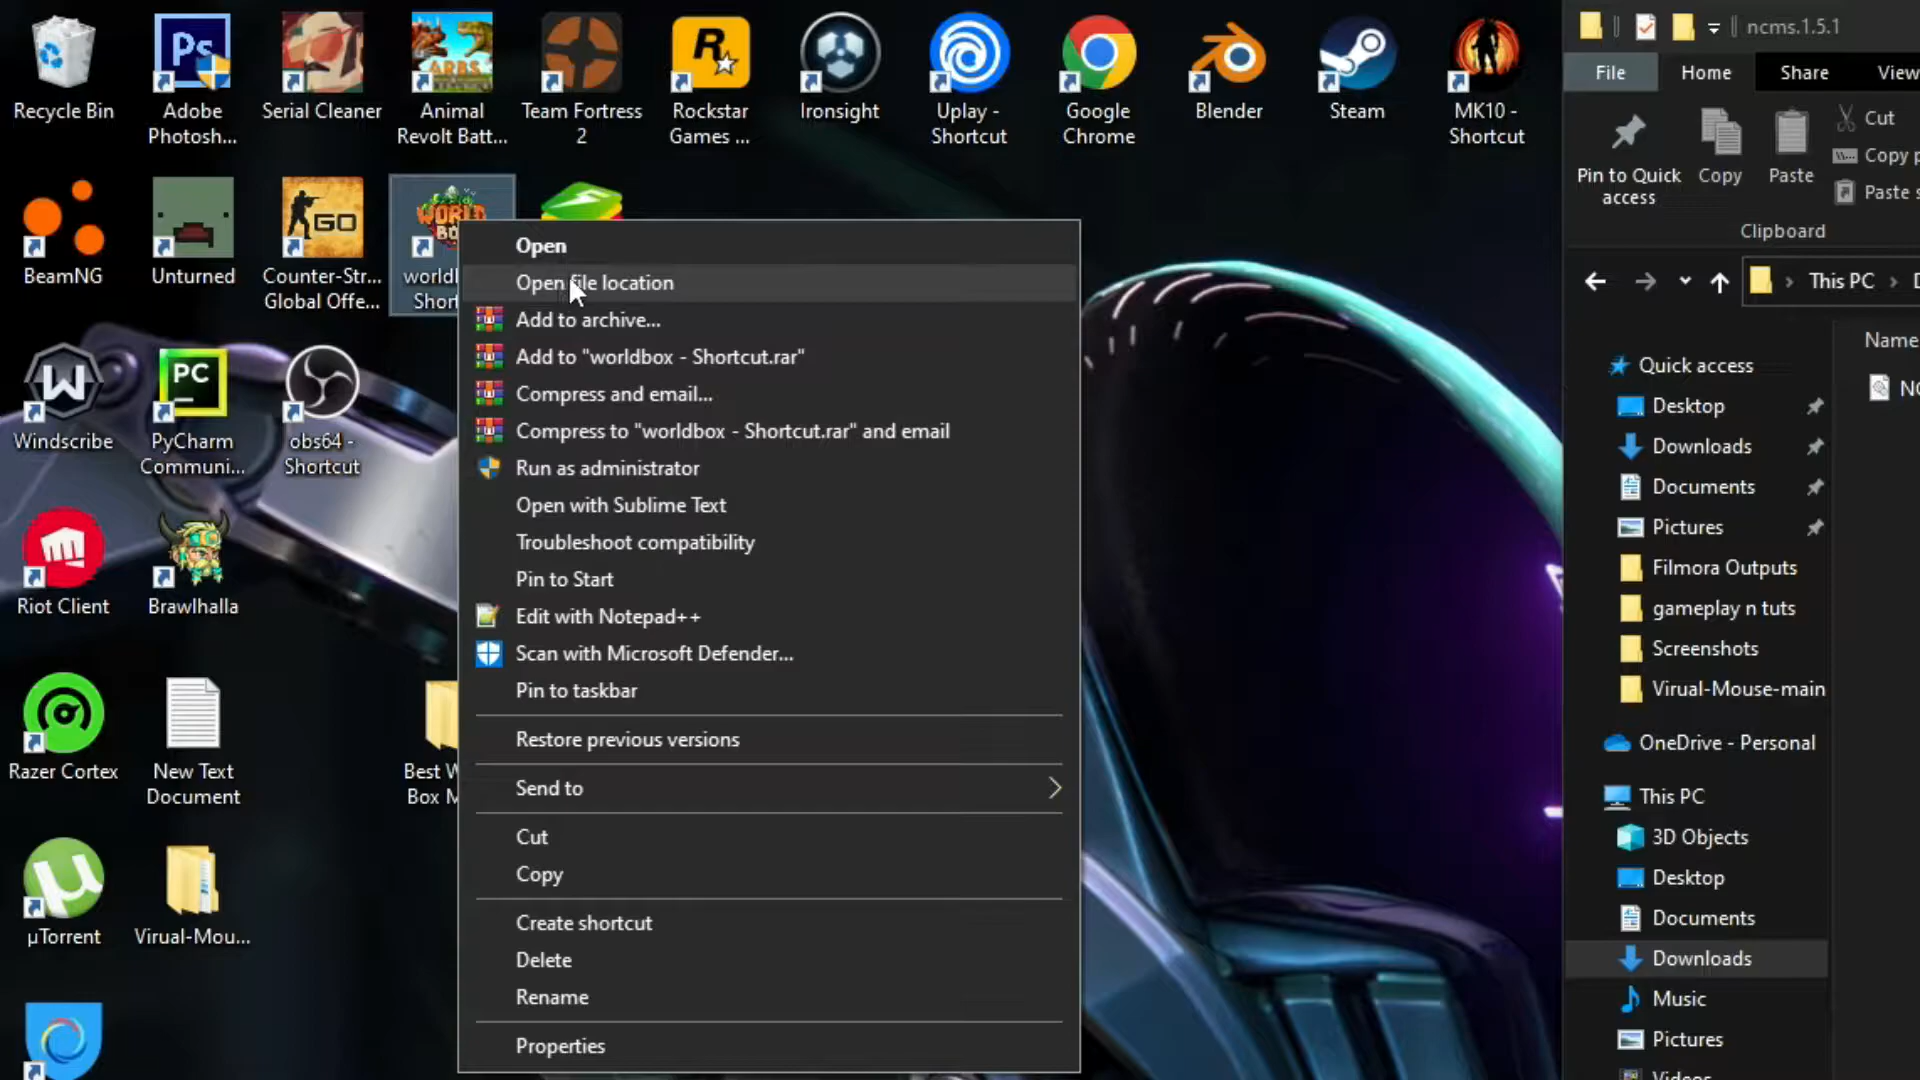 Recycle Bin
Adobe
Photosh...
Serial Cleaner
Animal
Revolt Batt...
Team Fortress
2
Rockstar
Games ...
Ironsight
Uplay -
Shortcut
Google
Chrome
Blender
Steam
MK10 -
Shortcut
BeamNG
Unturned
Counter-Str...
Global Offe...
Windscribe
PyCharm
Communi...
obs64 -
Shortcut
Riot Client
Brawlhalla
Razer Cortex
New Text
Document
µTorrent
Virual-Mou...
Ps
ARBS
R
GO
WORLD
W
PC
Open
Open file location
Add to archive...
Add to "worldbox - Shortcut.rar"
Compress and email...
Compress to "worldbox - Shortcut.rar" and email
Run as administrator
Open with Sublime Text
Troubleshoot compatibility
Pin to Start
Edit with Notepad++
Scan with Microsoft Defender...
Pin to taskbar
Restore previous versions
Send to
Cut
Copy
Create shortcut
Delete
Rename
Properties
ncms.1.5.1
File Home Share View
Pin to Quick
access
Copy
Paste
Cut
Copy
Paste
Clipboard
This PC
Name
Quick access
Desktop
Downloads
Documents
Pictures
Filmora Outputs
gameplay n tuts
Screenshots
Virual-Mouse-main
OneDrive - Personal
This PC
3D Objects
Desktop
Documents
Downloads
Music
Pictures
Videos